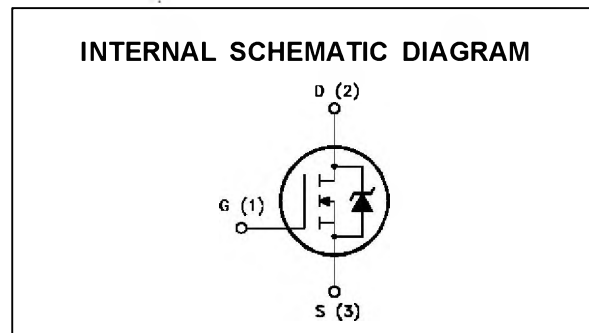 INTERNAL SCHEMATIC DIAGRAM
D (2)
G (1)
S (3)